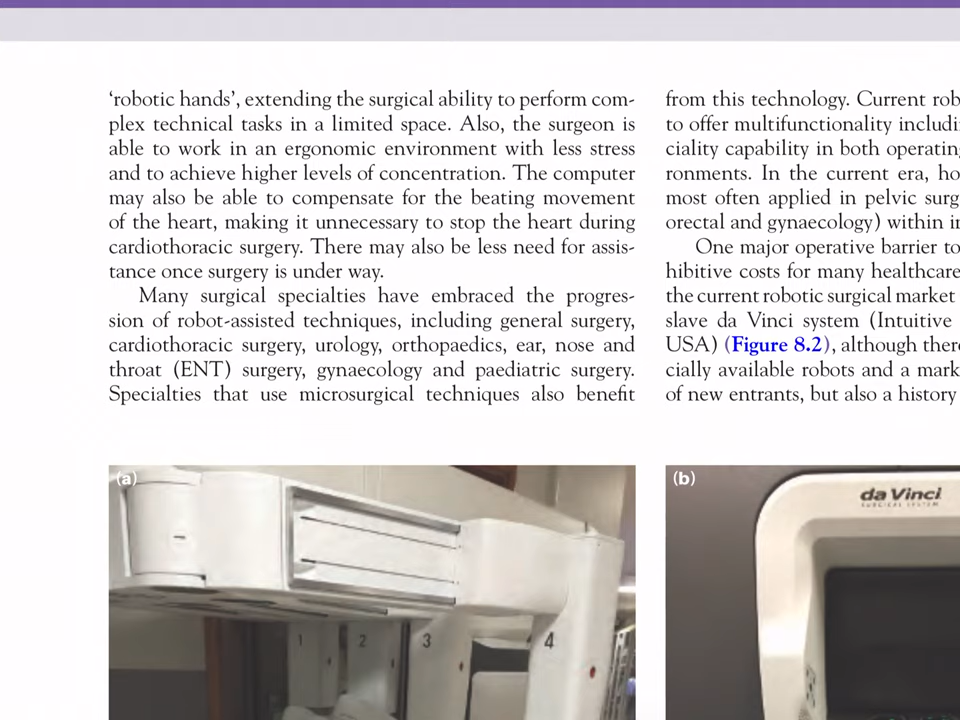 ‘robotic hands’, extending the surgical ability to perform com-
plex technical tasks in a limited space. Also, the surgeon is
able to work in an ergonomic environment with less stress
and to achieve higher levels of concentration. The computer
may also be able to compensate for the beating movement
of the heart, making it unnecessary to stop the heart during
cardiothoracic surgery. There may also be less need for assis-
tance once surgery is under way.
Many surgical specialties have embraced the progres-
sion of robot-assisted techniques, including general surgery,
cardiothoracic surgery, urology, orthopaedics, ear, nose and
throat (ENT) surgery, gynaecology and paediatric surgery.
Specialties that use microsurgical techniques also benefit
from this technology. Current rob
to offer multifunctionality includi
ciality capability in both operating
ronments. In the current era, ho
most often applied in pelvic surg
orectal and gynaecology) within in
One major operative barrier to
hibitive costs for many healthcare
the current robotic surgical market
slave da Vinci system (Intuitive
USA) (Figure 8.2), although there
cially available robots and a mark
of new entrants, but also a history
(a)
1 2 3 4
(b)
da Vinci
SURGICAL SYSTEM